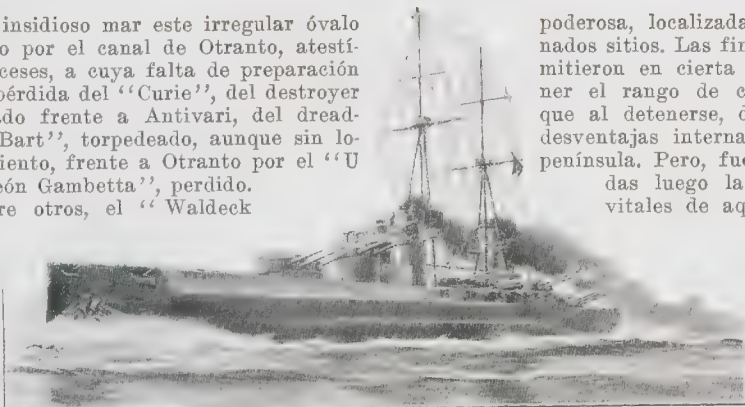 insidioso mar este irregular óvalo
o por el canal de Otranto, atestí-
ceses, a cuya falta de preparación
pérdida del ‘‘Curie’’, del destroyer
do frente a Antivari, del dread-
Bart’’, torpedeado, aunque sin lo-
iento, frente a Otranto por el ‘‘U
eón Gambetta’’, perdido.
re otros, el ‘‘ Waldeck
poderosa, localizada
nados sitios. Las fin
mitieron en cierta
ner el rango de c
que al detenerse, d
desventajas interna
península. Pero, fue
das luego la
vitales de aq